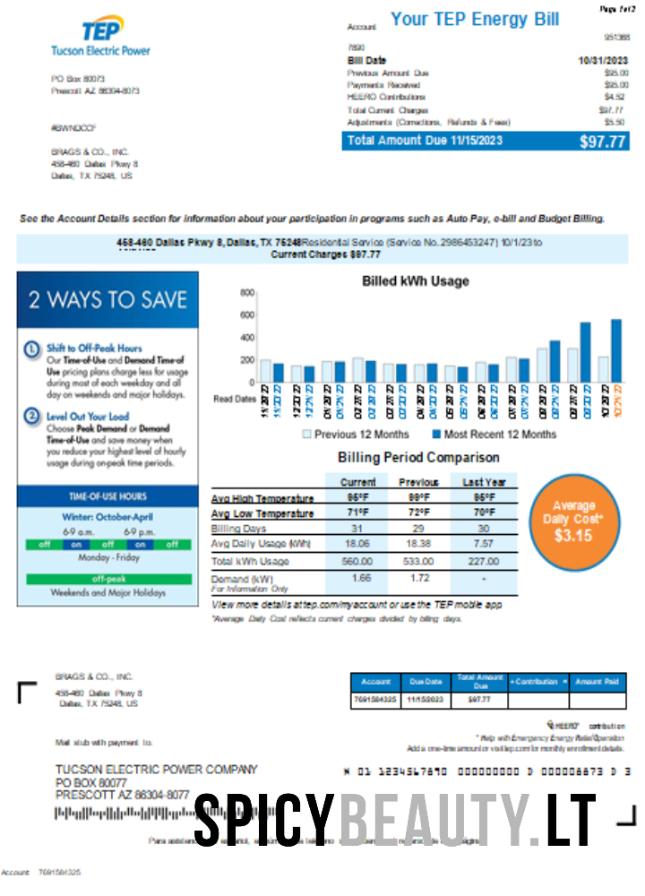 Page 1 of 2
TEP
Tucson Electric Power
Your TEP Energy Bill
Account
951368
7890
Bill Date 10/31/2023
Previous Amount Due $95.00
Payments Received $95.00
HEERO Contributions $4.52
Total Current Charges $97.77
Adjustments (Corrections, Refunds & Fees) $5.50
Total Amount Due 11/15/2023 $97.77
PO Box 80073
Prescott AZ 86304-8073
BRAGS & CO., INC.
458-460 Dallas Pkwy 8
Dallas, TX 75248, US
See the Account Details section for information about your participation in programs such as Auto Pay, e-bill and Budget Billing.
458-460 Dallas Pkwy 8, Dallas, TX 75248Residential Service (Service No. 2986453247) 10/1/23 to
Current Charges $97.77
2 WAYS TO SAVE
1. Shift to Off-Peak Hours
Our Time-of-Use and Demand Time-of
Use pricing plans charge less for usage
during most of each weekday and all
day on weekends and major holidays.
2. Level Out Your Load
Choose Peak Demand or Demand
Time-of-Use and save money when
you reduce your highest level of hourly
usage during on-peak time periods.
TIME-OF-USE HOURS
Winter: October-April
6-9 a.m. 6-9 p.m.
off on off on off
Monday - Friday
off-peak
Weekends and Major Holidays
Billed kWh Usage
800
600
400
200
0
Read Dates
Previous 12 Months Most Recent 12 Months
Billing Period Comparison
Current Previous Last Year
Avg High Temperature 95°F 99°F 95°F
Avg Low Temperature 71°F 72°F 70°F
Billing Days 31 29 30
Avg Daily Usage (kWh) 18.06 18.38 7.57
Total kWh Usage 560.00 533.00 227.00
Demand (kW) 1.66 1.72 -
For Information Only
View more details at tep.com/myaccount or use the TEP mobile app
*Average Daily Cost reflects current charges divided by billing days.
Average
Daily Cost*
$3.15
BRAGS & CO., INC.
458-460 Dallas Pkwy 8
Dallas, TX 75248, US
Account Due Date Total Amount Due + Contribution = Amount Paid
7691584325 11/15/2023 $97.77
HEERO contribution
* Help with Emergency Energy Relief Operation
Add a one-time amount or visit tep.com for monthly enrollment details.
Mail stub with payment to:
TUCSON ELECTRIC POWER COMPANY
PO BOX 80077
PRESCOTT AZ 86304-8077
SPICYBEAUTY.LT
Account 7691584325